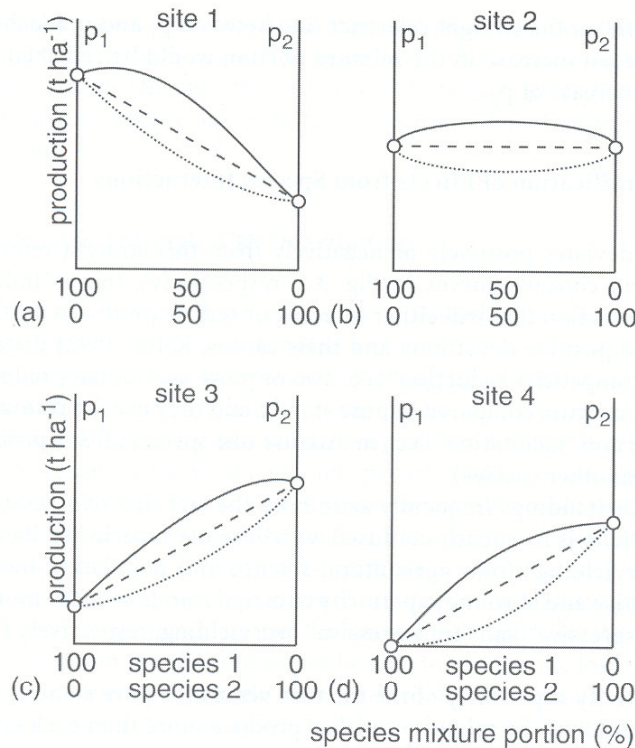 site 1 site 2
p1 p2 p1 p2
production (t ha-1)
100 50 0 100 50 0
(a) 0 50 100 (b) 0 50 100
site 3 site 4
p1 p2 p1 p2
production (t ha-1)
100 species 1 0 100 species 1 0
(c) 0 species 2 100 (d) 0 species 2 100
species mixture portion (%)